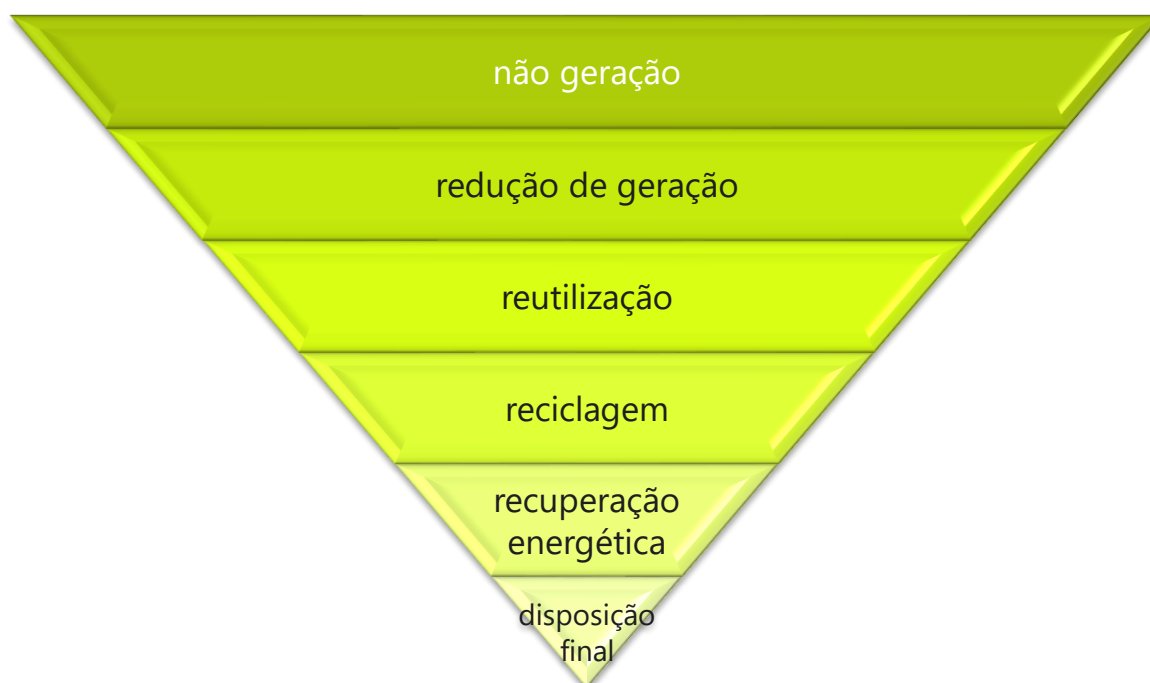 não geração
redução de geração
reutilização
reciclagem
recuperação
energética
disposição
final